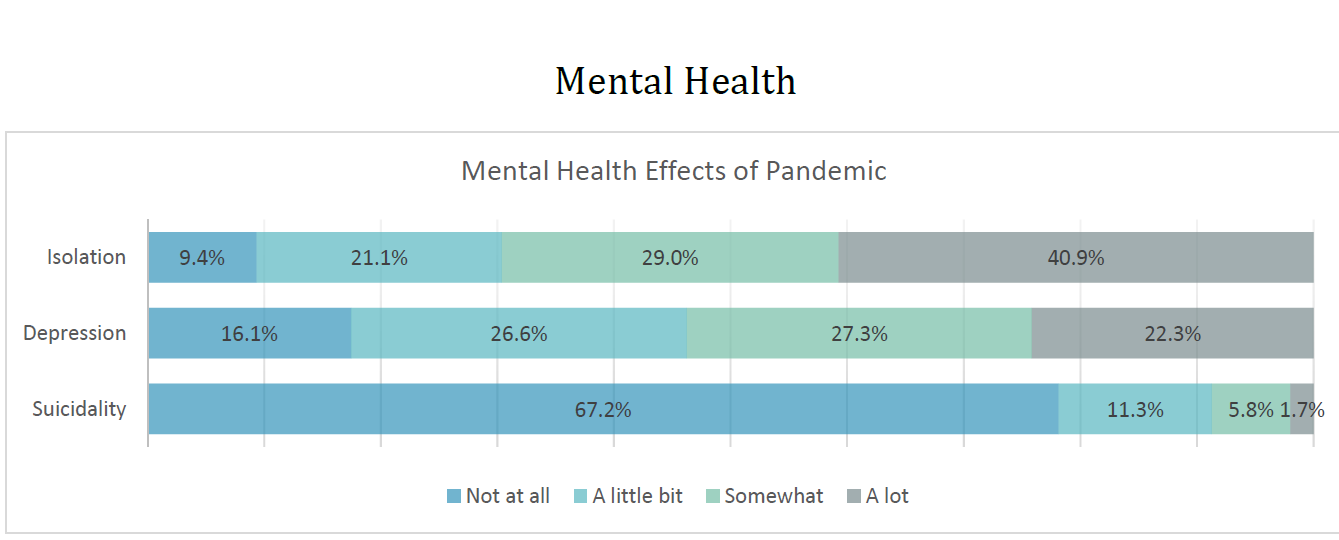 Mental Health
Mental Health Effects of Pandemic
Isolation 9.4% 21.1% 29.0% 40.9%
Depression 16.1% 26.6% 27.3% 22.3%
Suicidality 67.2% 11.3% 5.8% 1.7%
Not at all A little bit Somewhat A lot